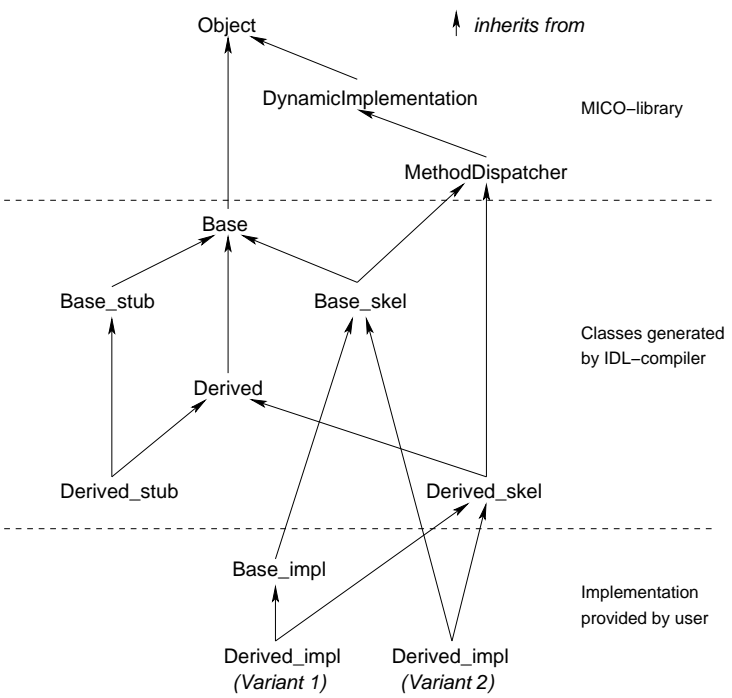 Object
inherits from
DynamicImplementation
MICO−library
MethodDispatcher
Base
Base_stub
Base_skel
Classes generated
by IDL−compiler
Derived
Derived_stub
Derived_skel
Base_impl
Implementation
provided by user
Derived_impl
(Variant 1)
Derived_impl
(Variant 2)